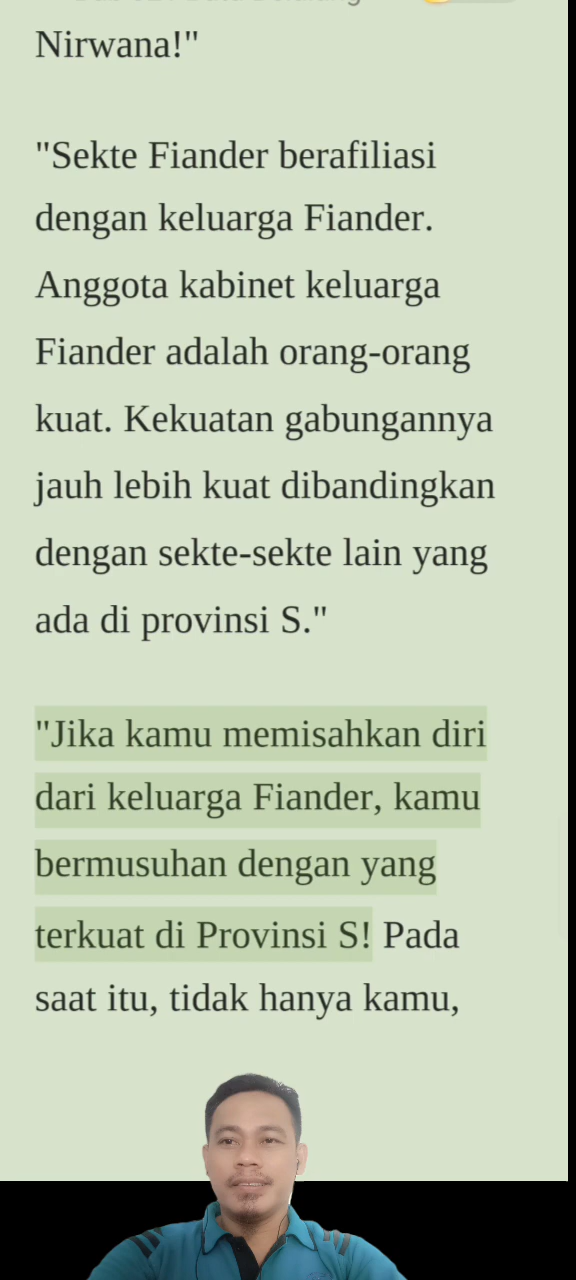 Nirwana!"
"Sekte Fiander berafiliasi
dengan keluarga Fiander.
Anggota kabinet keluarga
Fiander adalah orang-orang
kuat. Kekuatan gabungannya
jauh lebih kuat dibandingkan
dengan sekte-sekte lain yang
ada di provinsi S."
"Jika kamu memisahkan diri
dari keluarga Fiander, kamu
bermusuhan dengan yang
terkuat di Provinsi S! Pada
saat itu, tidak hanya kamu,